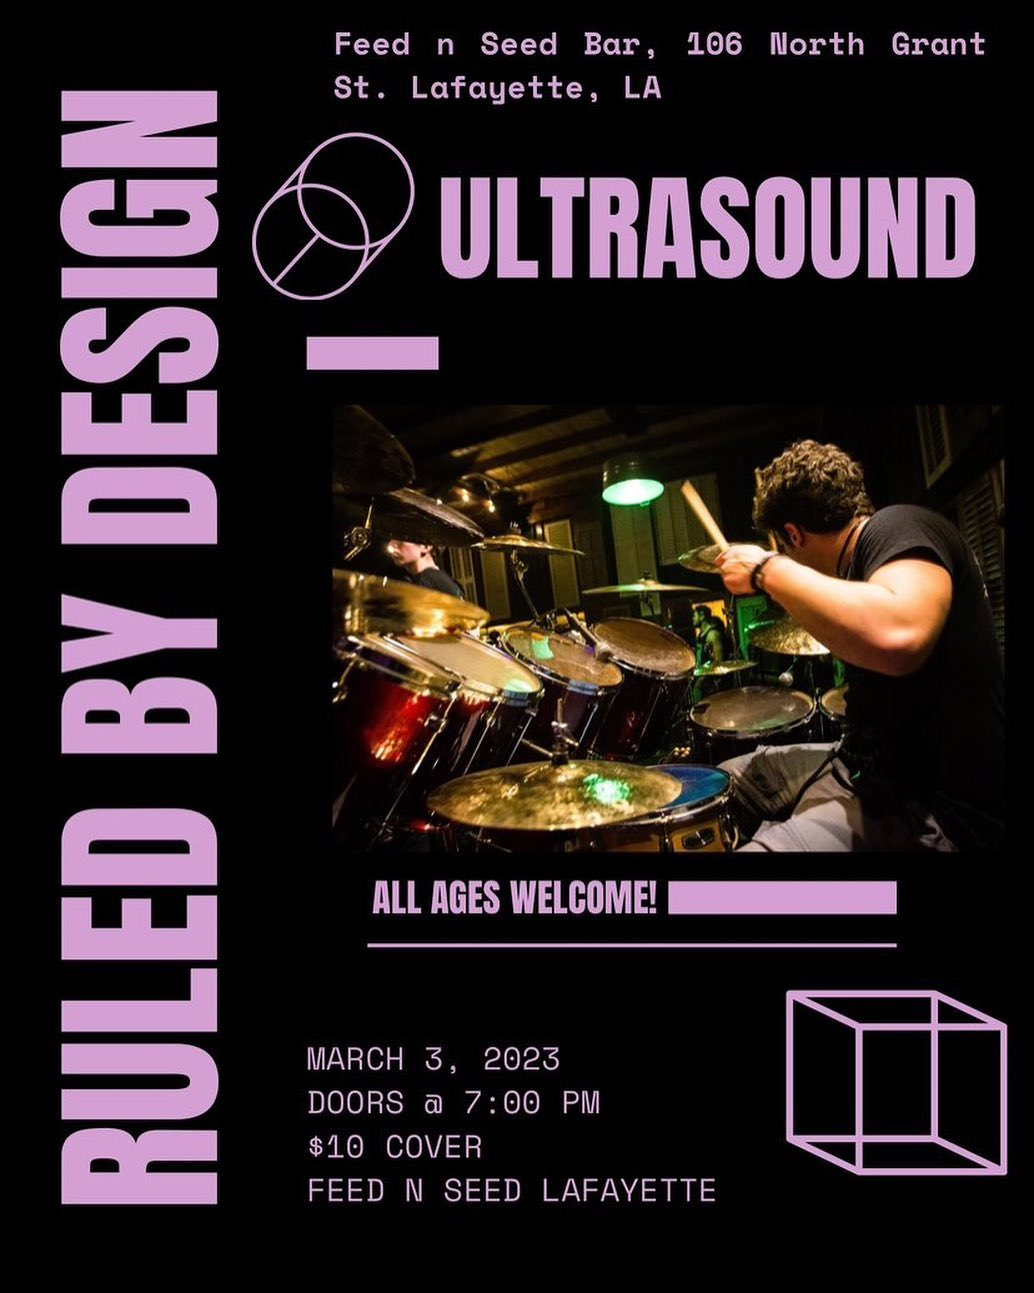 Feed n Seed Bar, 106 North Grant
St. Lafayette, LA
RULED BY DESIGN
ULTRASOUND
ALL AGES WELCOME!
MARCH 3, 2023
DOORS @ 7:00 PM
$10 COVER
FEED N SEED LAFAYETTE